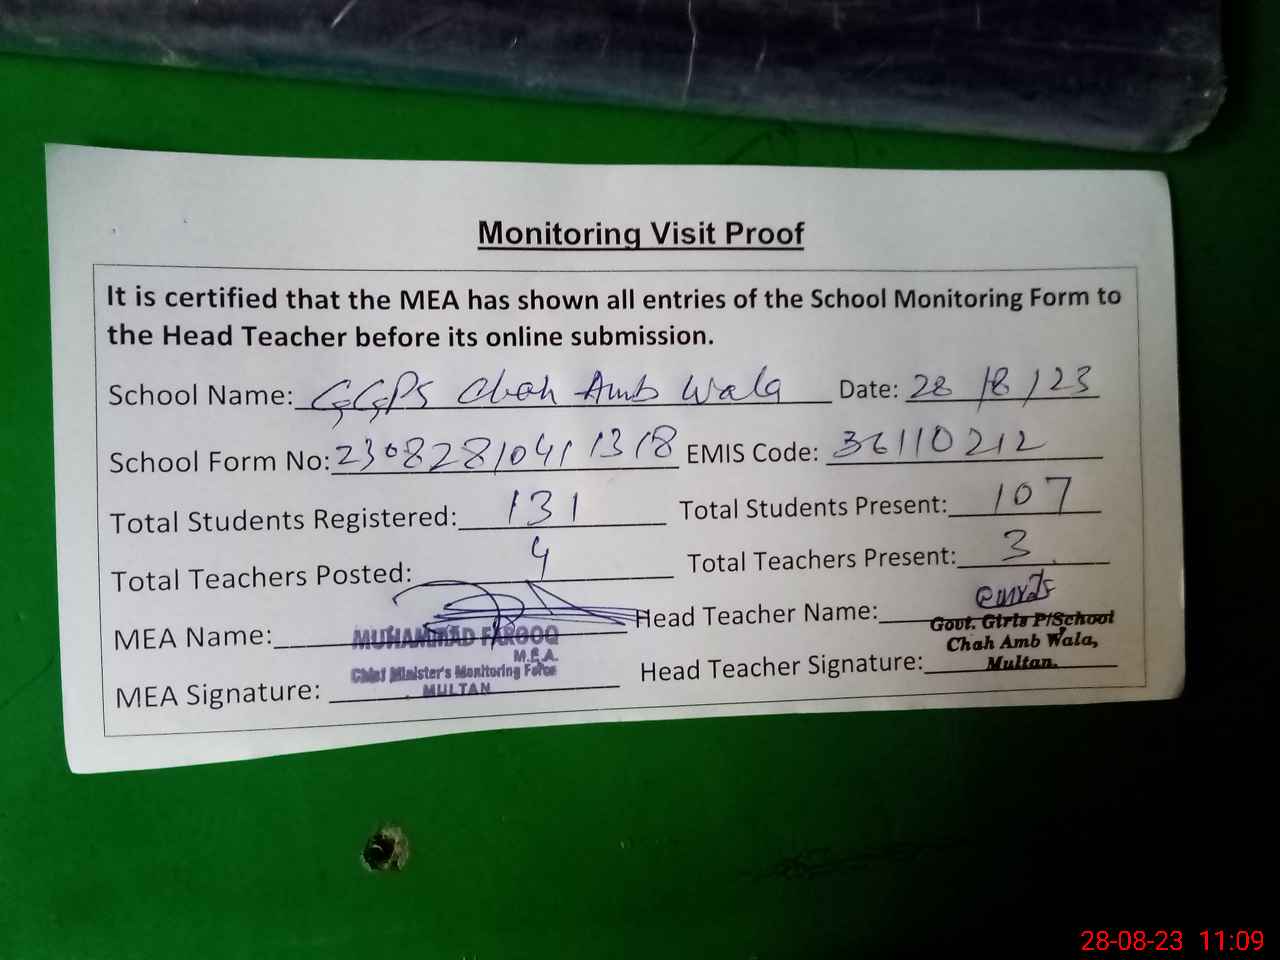 Monitoring Visit Proof
It is certified that the MEA has shown all entries of the School Monitoring Form to
the Head Teacher before its online submission.
School Name: GGPS Chah Amb Wala Date: 28/8/23
School Form No: 23082810411318 EMIS Code: 36110212
Total Students Registered: 131 Total Students Present: 107
Total Teachers Posted: 4 Total Teachers Present: 3
MEA Name: MUHAMMAD FAROOQ Head Teacher Name:
M.E.A.
Chief Minister's Monitoring Force
MULTAN
MEA Signature:
Govt. Girls P/School
Chah Amb Wala,
Multan.
Head Teacher Signature:
28-08-23 11:09